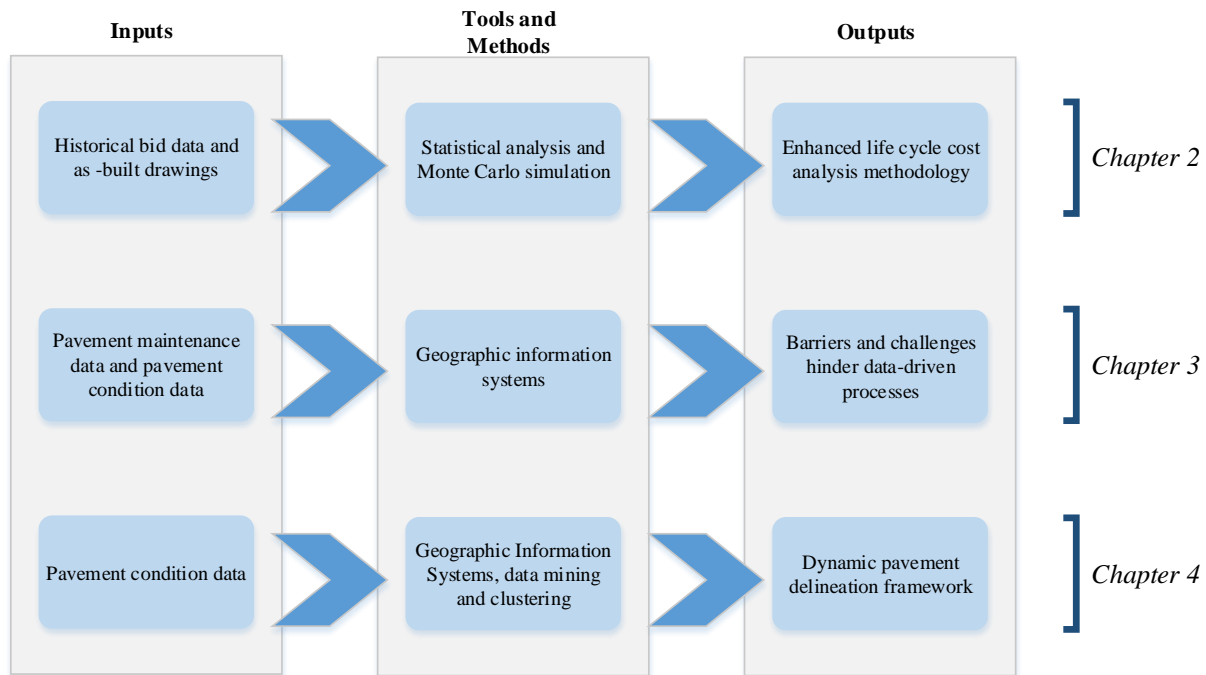 Inputs
Tools and
Methods
Outputs
Historical bid data and
as -built drawings
Statistical analysis and
Monte Carlo simulation
Enhanced life cycle cost
analysis methodology
Chapter 2
Pavement maintenance
data and pavement
condition data
Geographic information
systems
Barriers and challenges
hinder data-driven
processes
Chapter 3
Pavement condition data
Geographic Information
Systems, data mining
and clustering
Dynamic pavement
delineation framework
Chapter 4